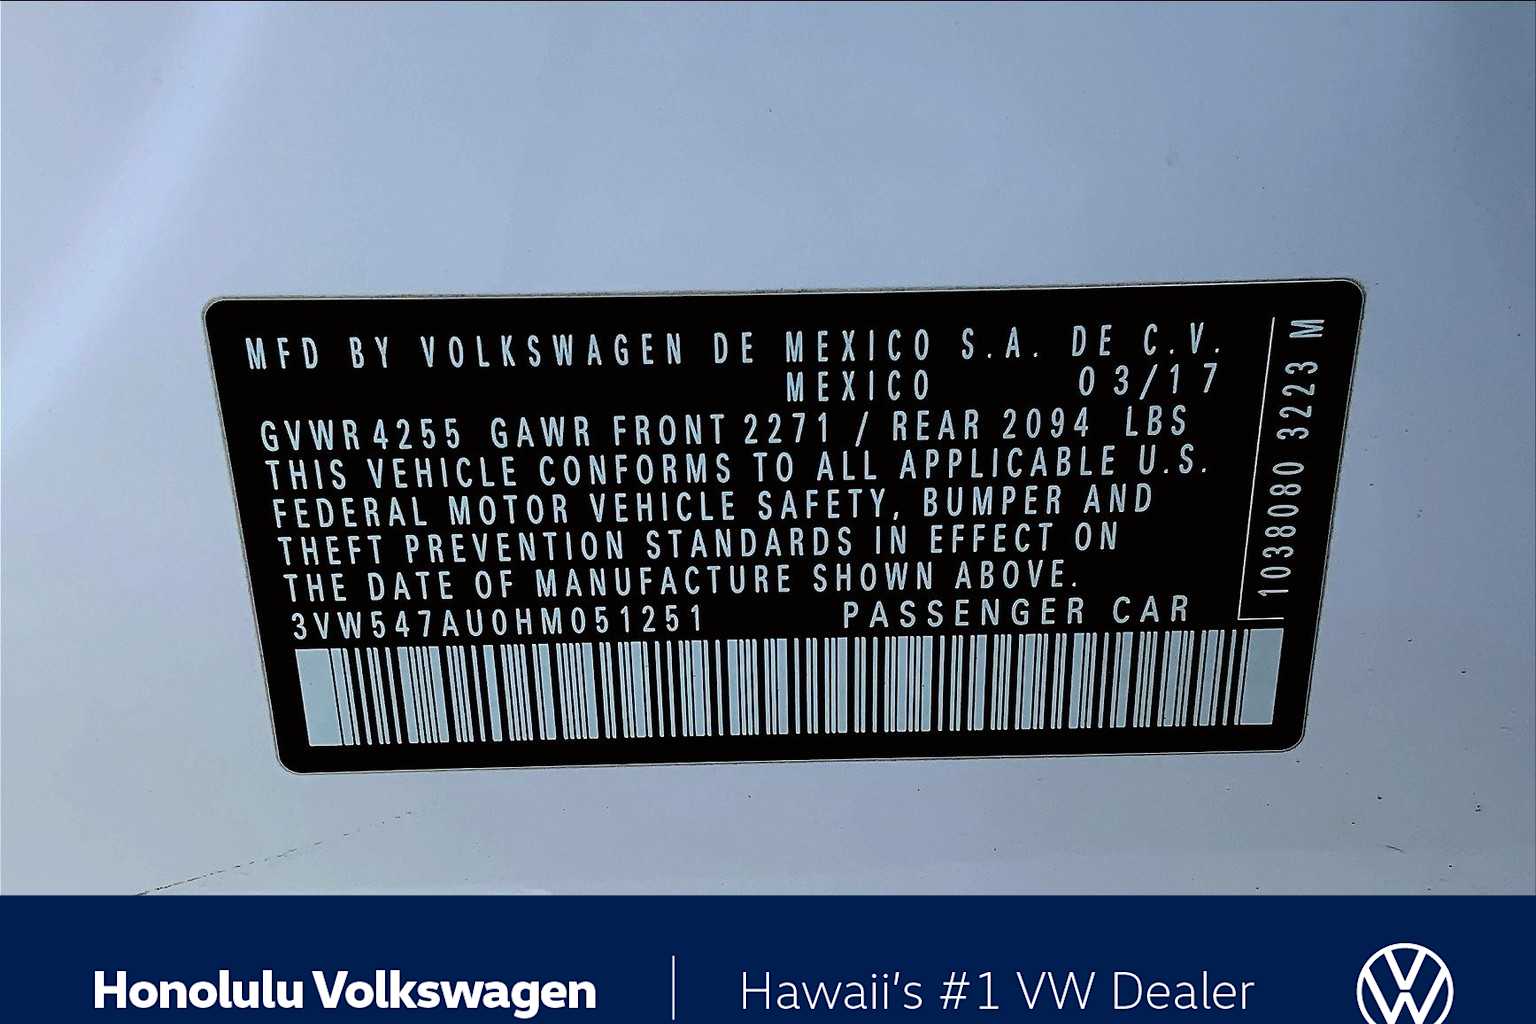 MFD BY VOLKSWAGEN DE MEXICO S.A. DE C.V.
MEXICO 03/17
GVWR 4255 GAWR FRONT 2271 / REAR 2094 LBS
THIS VEHICLE CONFORMS TO ALL APPLICABLE U.S.
FEDERAL MOTOR VEHICLE SAFETY, BUMPER AND
THEFT PREVENTION STANDARDS IN EFFECT ON
THE DATE OF MANUFACTURE SHOWN ABOVE.
3VW547AU0HM051251 PASSENGER CAR
1038080 3223 M
Honolulu Volkswagen
Hawaii's #1 VW Dealer